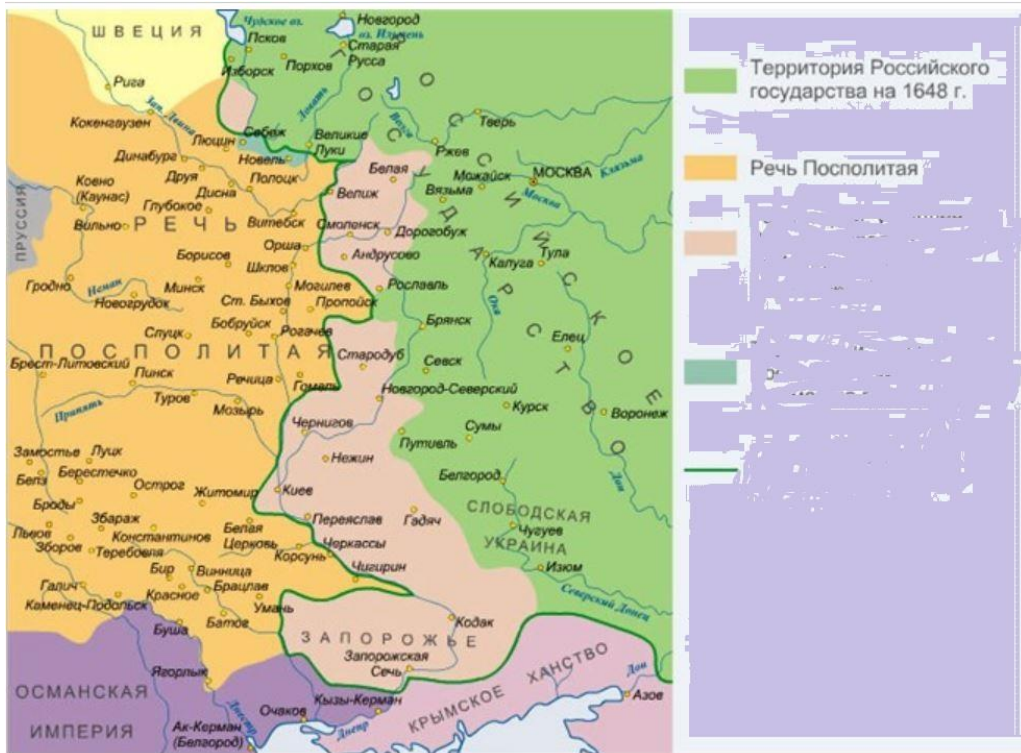 ШВЕЦИЯ
Чудское оз.
Новгород
оз. Ильмень
Псков
Старая
Русса
Изборск
Порхов
Рига
Зап. Двина
Ловать
Кокенгаузен
Себеж
Великие
Луки
Люцин
Невель
Волга
Тверь
Ржев
Динабург
Друя
Дисна
Полоцк
Белая
Можайск
МОСКВА
Клязьма
Ковно
(Каунас)
Глубокое
Велиж
Вязьма
Москва
ПРУССИЯ
Вильно
РЕЧЬ
Витебск
Смоленск
Дорогобуж
Орша
Андрусово
Борисов
Шклов
Калуга
Тула
Гродно
Неман
Минск
Могилев
Рославль
Новогрудок
Ст. Быхов
Пропойск
Ока
Слуцк
Бобруйск
Рогачев
Брянск
Елец
ПОСПОЛИТАЯ
Стародуб
Брест-Литовский
Пинск
Речица
Гомель
Севск
Новгород-Северский
Припять
Туров
Мозырь
Курск
Воронеж
Чернигов
Путивль
Сумы
Замостье
Луцк
Нежин
Дон
Белз
Берестечко
Белгород
Острог
Житомир
Киев
Броды
Переяслав
Гадяч
СЛОБОДСКАЯ
УКРАИНА
Чугуев
Львов
Збараж
Константинов
Белая
Церковь
Черкассы
Зборов
Теребовля
Корсунь
Изюм
Бар
Винница
Чигирин
Галич
Красное
Брацлав
Северский Донец
Каменец-Подольск
Умань
Кодак
Буша
Батог
ЗАПОРОЖЬЕ
Запорожская
Сечь
Ягорлык
ОСМАНСКАЯ
ИМПЕРИЯ
Кызы-Керман
КРЫМСКОЕ ХАНСТВО
Дон
Азов
Очаков
Днепр
Днестр
Ак-Керман
(Белгород)
РОССИЙСКОЕ
ГОСУДАРСТВО
Территория Российского
государства на 1648 г.
Речь Посполитая